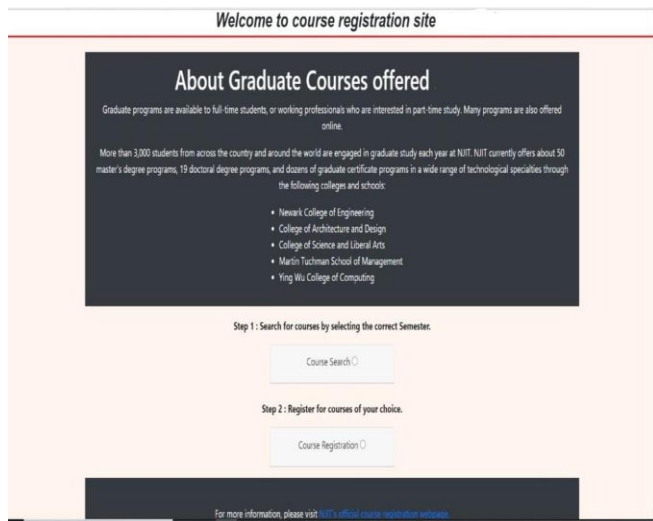 Welcome to course registration site
About Graduate Courses offered
Graduate programs are available to full-time students, or working professionals who are interested in part-time study. Many programs are also offered
online.
More than 3,000 students from across the country and around the world are engaged in graduate study each year at NJIT. NJIT currently offers about 50
master's degree programs, 19 doctoral degree programs, and dozens of graduate certificate programs in a wide range of technological specialties through
the following colleges and schools:
• Newark College of Engineering
• College of Architecture and Design
• College of Science and Liberal Arts
• Martin Tuchman School of Management
• Ying Wu College of Computing
Step 1 : Search for courses by selecting the correct Semester.
Course Search
Step 2 : Register for courses of your choice.
Course Registration
For more information, please visit NJIT's official course registration webpage.